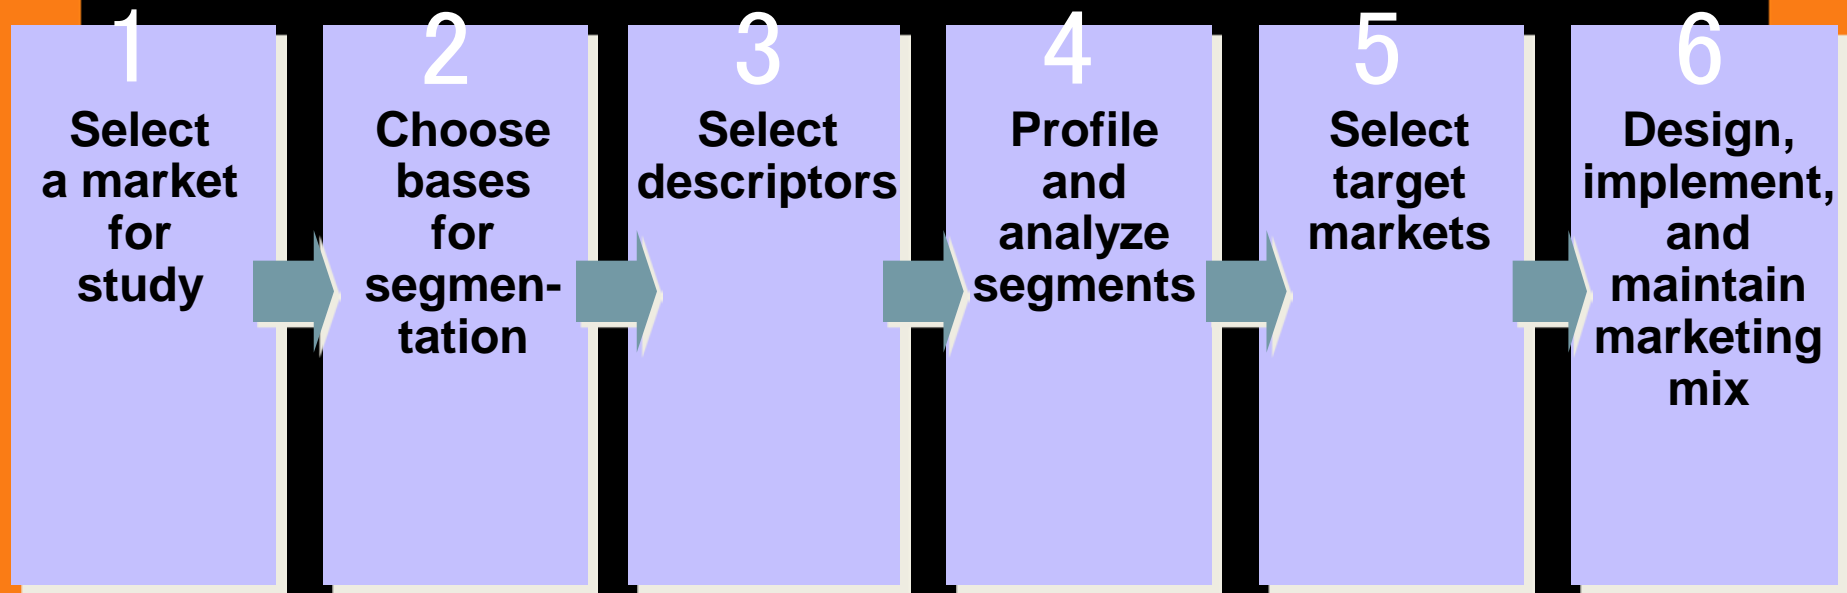 1
Select
a market
for
study
2
Choose
bases
for
segmen-
tation
3
Select
descriptors
4
Profile
and
analyze
segments
5
Select
target
markets
6
Design,
implement,
and
maintain
marketing
mix